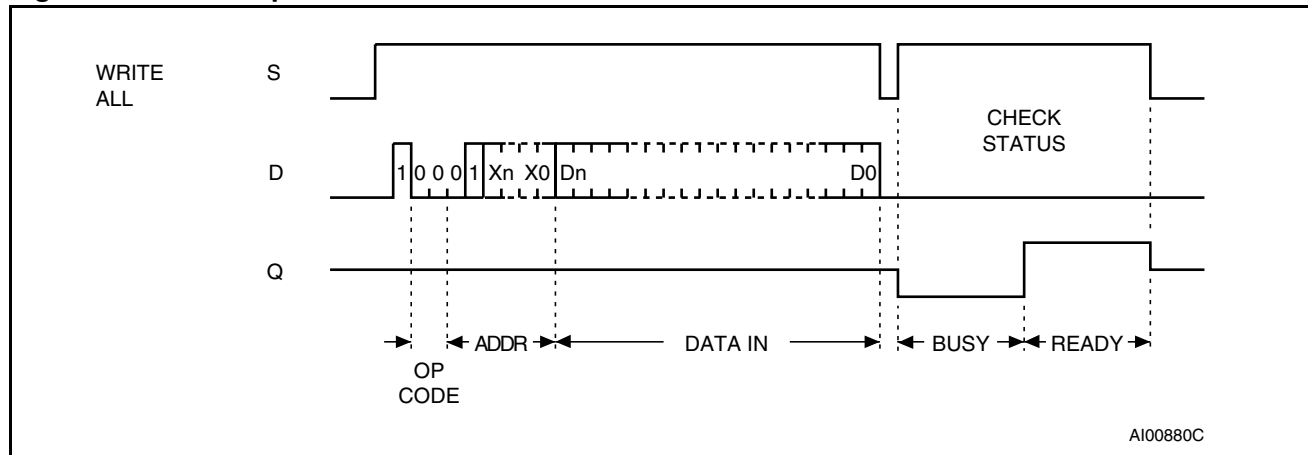 WRITE
ALL
S
CHECK
STATUS
D
1 0 0 0 1 Xn X0 Dn D0
Q
ADDR
DATA IN
BUSY
READY
OP
CODE
AI00880C